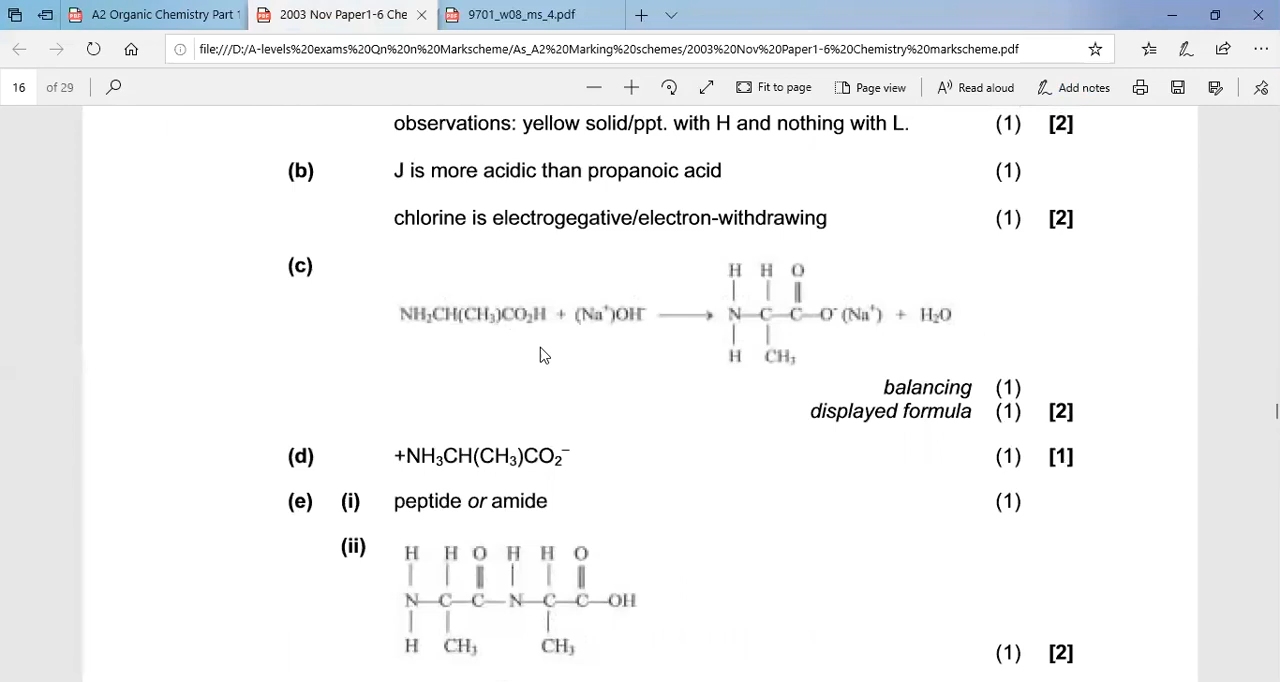 A2 Organic Chemistry Part 1
2003 Nov Paper1-6 Che
9701_w08_ms_4.pdf
file:///D:/A-levels%20exams%20Qn%20n%20Markscheme/As_A2%20Marking%20schemes/2003%20Nov%20Paper1-6%20Chemistry%20markscheme.pdf
16 of 29
Fit to page
Page view
Read aloud
Add notes
observations: yellow solid/ppt. with H and nothing with L. (1) [2]
(b) J is more acidic than propanoic acid (1)
chlorine is electrogegative/electron-withdrawing (1) [2]
(c)
H H O
NH₂CH(CH₃)CO₂H + (Na⁺)OH⁻ ⟶ N—C—C—O⁻ (Na⁺) + H₂O
H CH₃
balancing (1)
displayed formula (1) [2]
(d) +NH₃CH(CH₃)CO₂⁻ (1) [1]
(e) (i) peptide or amide (1)
(ii)
H H O H H O
N—C—C—N—C—C—OH
H CH₃ CH₃
(1) [2]